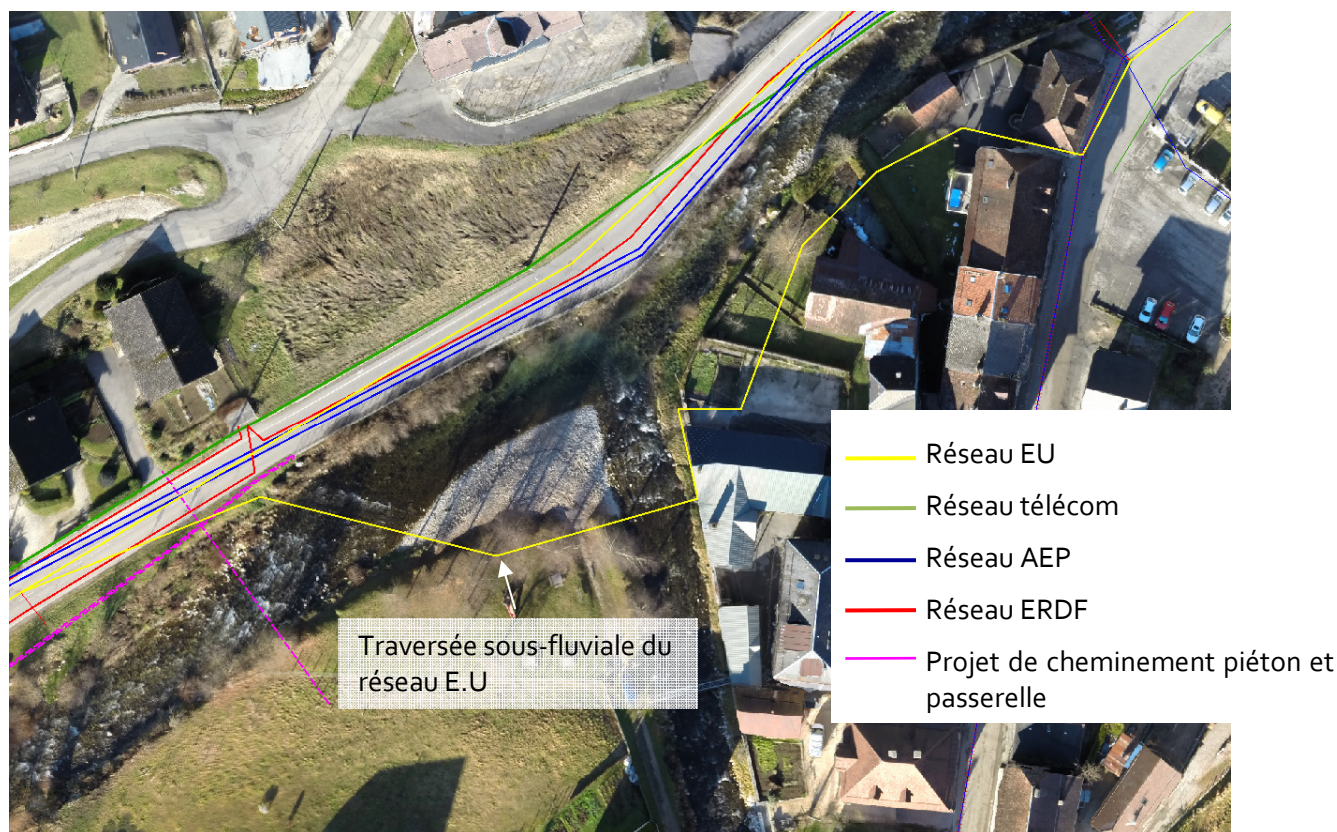 Réseau EU
Réseau télécom
Réseau AEP
Réseau ERDF
Projet de cheminement piéton et
passerelle
Traversée sous-fluviale du
réseau E.U